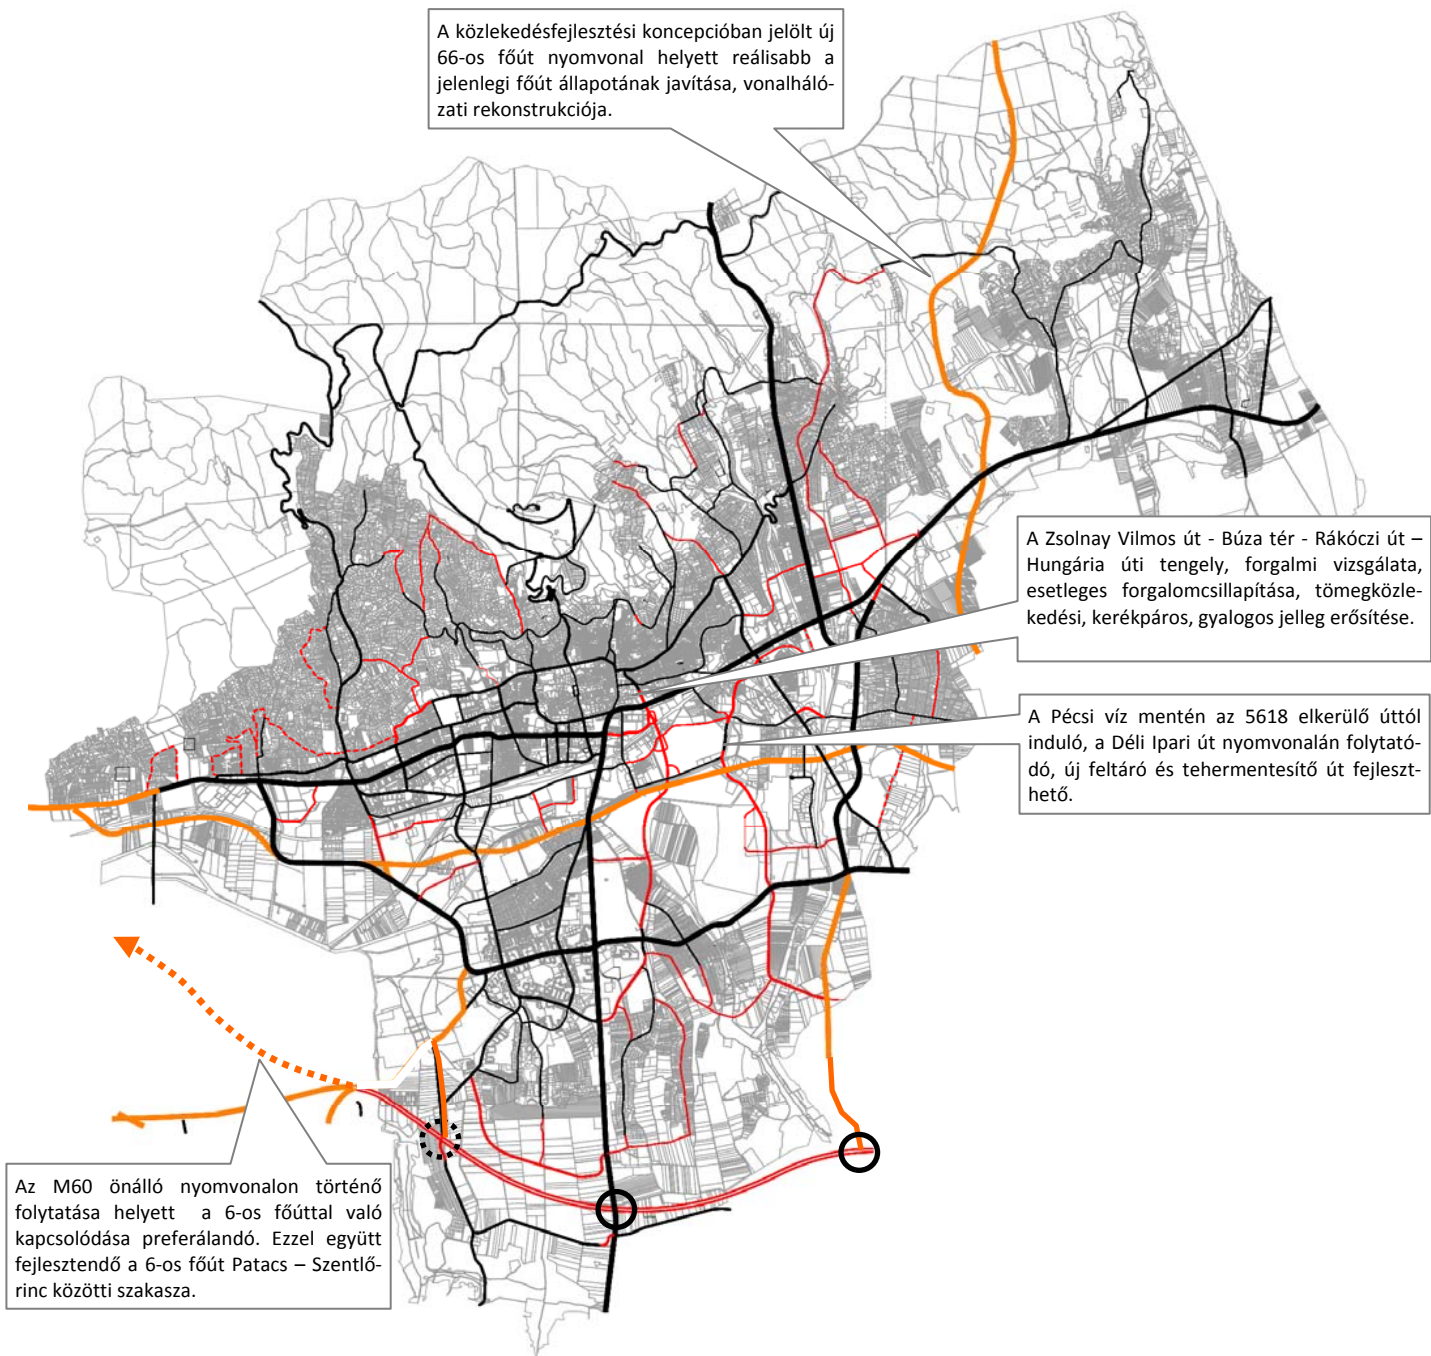 A közlekedésfejlesztési koncepcióban jelölt új
66-os főút nyomvonal helyett reálisabb a
jelenlegi főút állapotának javítása, vonalháló-
zati rekonstrukciója.
A Zsolnay Vilmos út - Búza tér - Rákóczi út –
Hungária úti tengely, forgalmi vizsgálata,
esetleges forgalomcsillapítása, tömegközle-
kedési, kerékpáros, gyalogos jelleg erősítése.
A Pécsi víz mentén az 5618 elkerülő úttól
induló, a Déli Ipari út nyomvonalán folytató-
dó, új feltáró és tehermentesítő út fejleszt-
hető.
Az M60 önálló nyomvonalon történő
folytatása helyett a 6-os főúttal való
kapcsolódása preferálandó. Ezzel együtt
fejlesztendő a 6-os főút Patacs – Szentlő-
rinc közötti szakasza.